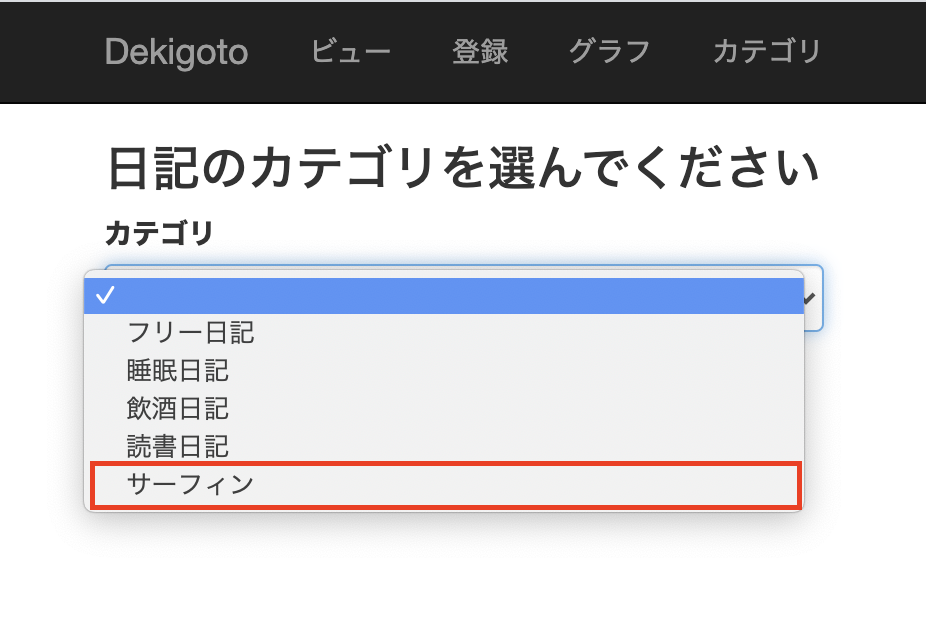 Dekigoto ビュー 登録 グラフ カテゴリ
日記のカテゴリを選んでください
カテゴリ
フリー日記
睡眠日記
飲酒日記
読書日記
サーフィン